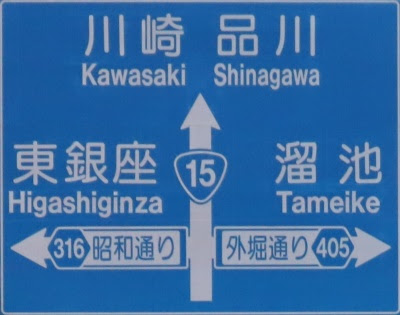 川崎 品川
Kawasaki Shinagawa
東銀座 15 溜池
Higashiginza Tameike
316 昭和通り 外堀通り 405